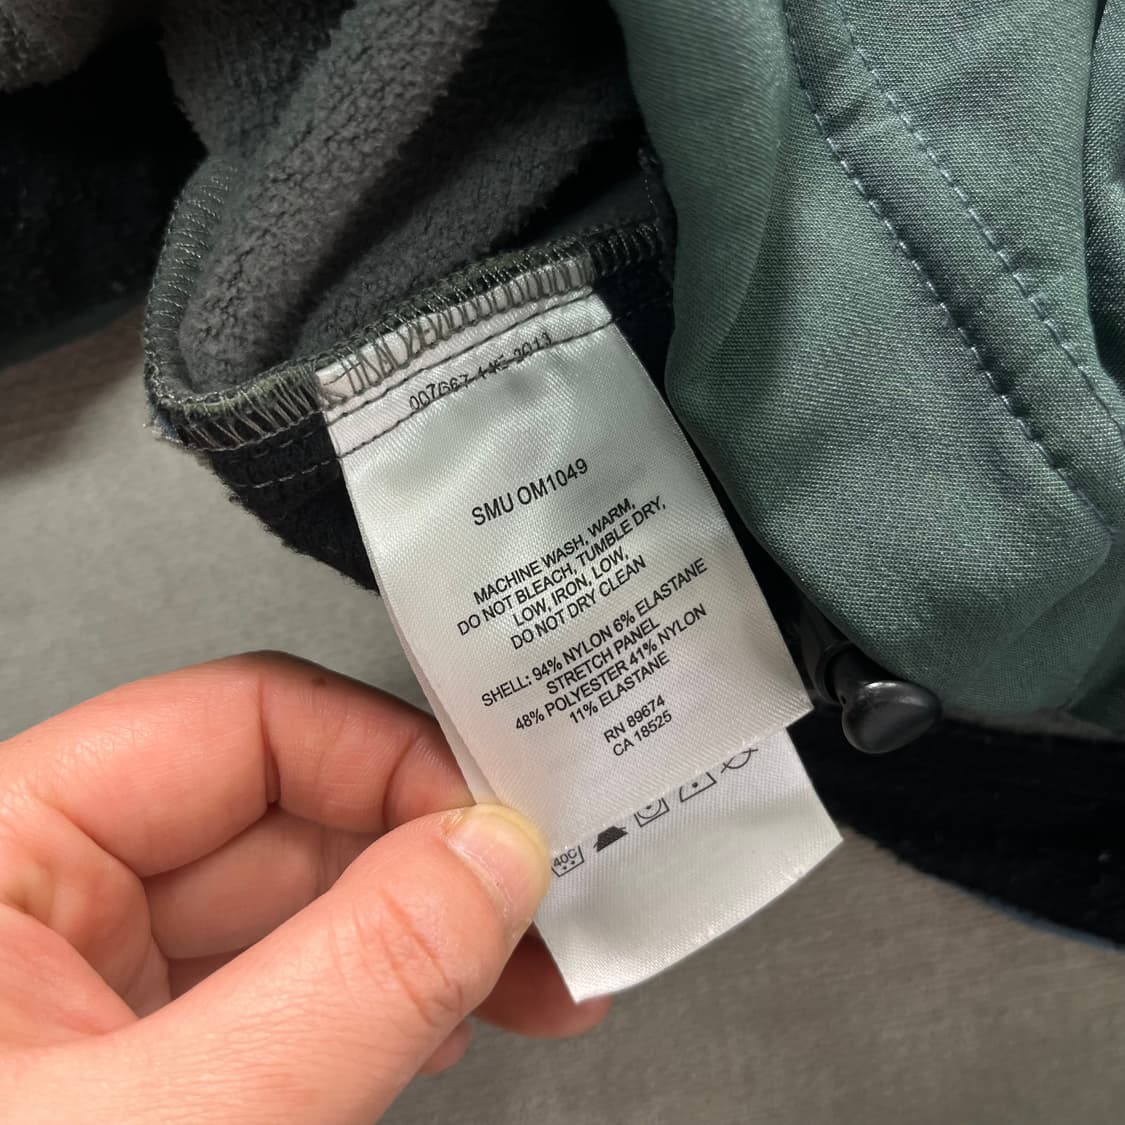 SMU OM1049
MACHINE WASH, WARM,
DO NOT BLEACH, TUMBLE DRY,
LOW, IRON, LOW,
DO NOT DRY CLEAN
SHELL: 94% NYLON 6% ELASTANE
STRETCH PANEL
48% POLYESTER 41% NYLON
11% ELASTANE
RN 89674
CA 18525
40C